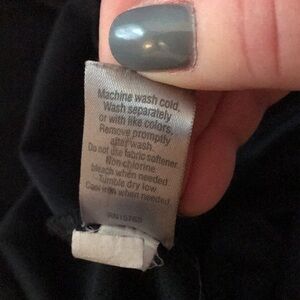 Machine wash cold.
Wash separately
or with like colors.
Remove promptly
after wash.
Do not use fabric softener.
Non-chlorine
bleach when needed.
Tumble dry low
Cool iron when needed.